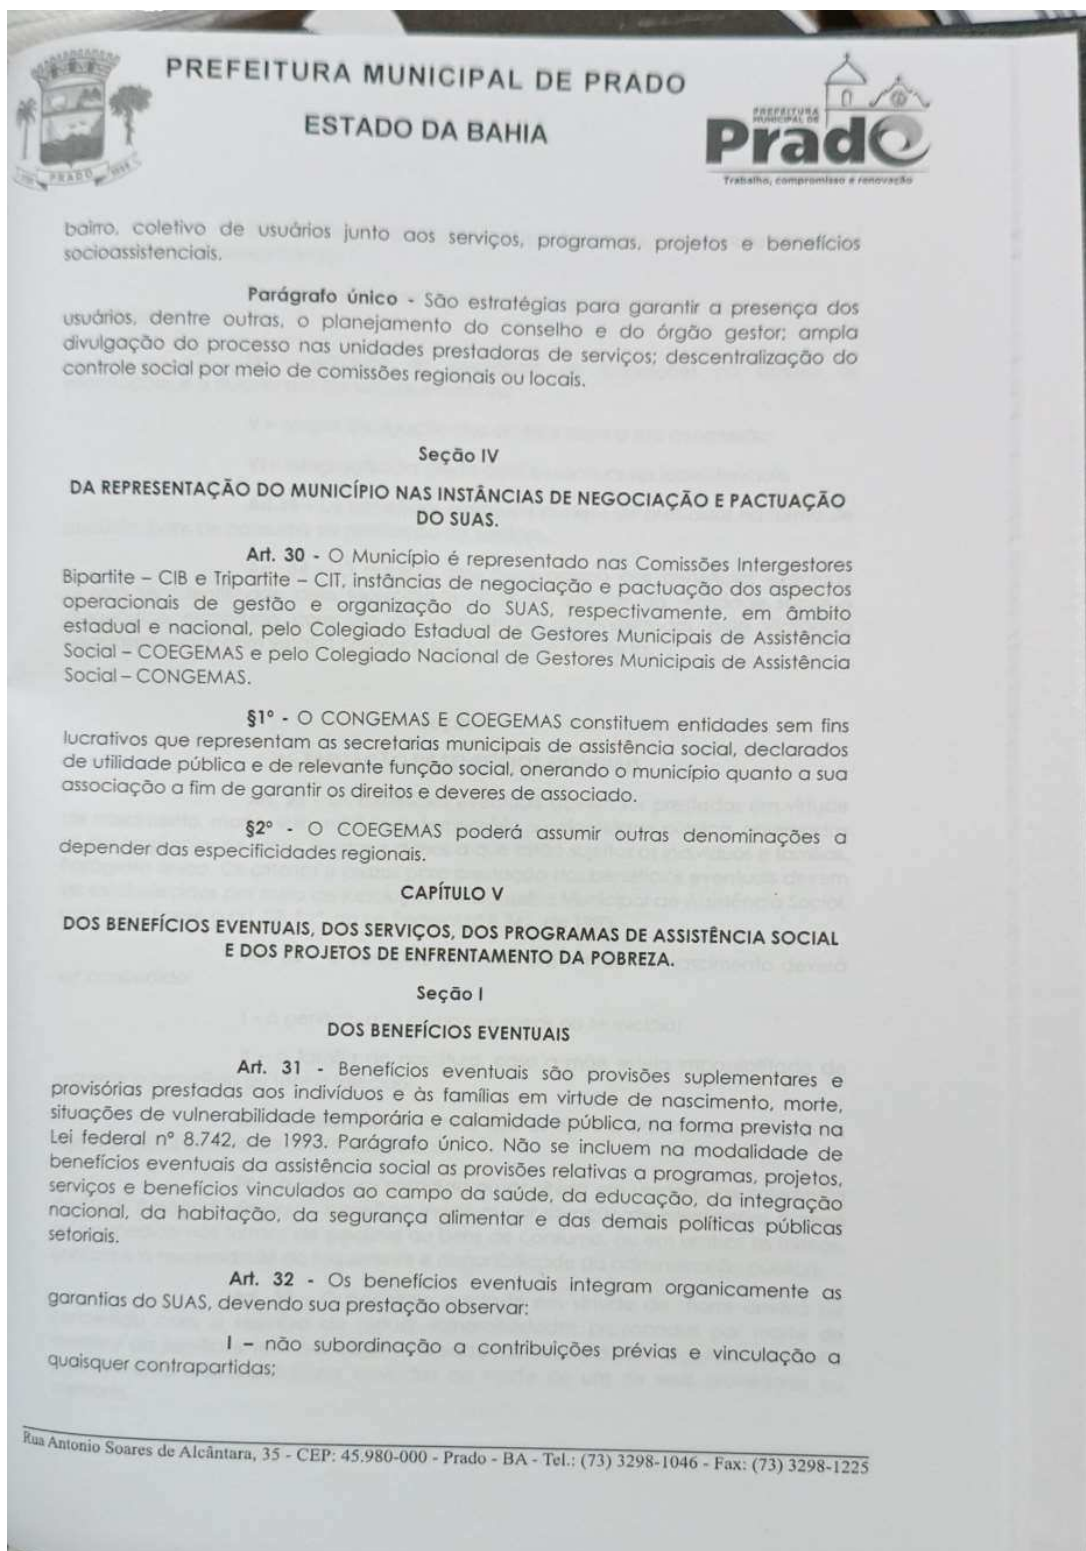 PREFEITURA MUNICIPAL DE PRADO
ESTADO DA BAHIA
PRADO
PREFEITURA
MUNICIPAL DE
Prado
Trabalho, compromisso e renovação
bairro, coletivo de usuários junto aos serviços, programas, projetos e benefícios
socioassistenciais.
Parágrafo único - São estratégias para garantir a presença dos
usuários, dentre outras, o planejamento do conselho e do órgão gestor; ampla
divulgação do processo nas unidades prestadoras de serviços; descentralização do
controle social por meio de comissões regionais ou locais.
Seção IV
DA REPRESENTAÇÃO DO MUNICÍPIO NAS INSTÂNCIAS DE NEGOCIAÇÃO E PACTUAÇÃO
DO SUAS.
Art. 30 - O Município é representado nas Comissões Intergestores
Bipartite – CIB e Tripartite – CIT, instâncias de negociação e pactuação dos aspectos
operacionais de gestão e organização do SUAS, respectivamente, em âmbito
estadual e nacional, pelo Colegiado Estadual de Gestores Municipais de Assistência
Social – COEGEMAS e pelo Colegiado Nacional de Gestores Municipais de Assistência
Social – CONGEMAS.
§1º - O CONGEMAS E COEGEMAS constituem entidades sem fins
lucrativos que representam as secretarias municipais de assistência social, declarados
de utilidade pública e de relevante função social, onerando o município quanto a sua
associação a fim de garantir os direitos e deveres de associado.
§2º - O COEGEMAS poderá assumir outras denominações a
depender das especificidades regionais.
CAPÍTULO V
DOS BENEFÍCIOS EVENTUAIS, DOS SERVIÇOS, DOS PROGRAMAS DE ASSISTÊNCIA SOCIAL
E DOS PROJETOS DE ENFRENTAMENTO DA POBREZA.
Seção I
DOS BENEFÍCIOS EVENTUAIS
Art. 31 - Benefícios eventuais são provisões suplementares e
provisórias prestadas aos indivíduos e às famílias em virtude de nascimento, morte,
situações de vulnerabilidade temporária e calamidade pública, na forma prevista na
Lei federal nº 8.742, de 1993. Parágrafo único. Não se incluem na modalidade de
benefícios eventuais da assistência social as provisões relativas a programas, projetos,
serviços e benefícios vinculados ao campo da saúde, da educação, da integração
nacional, da habitação, da segurança alimentar e das demais políticas públicas
setoriais.
Art. 32 - Os benefícios eventuais integram organicamente as
garantias do SUAS, devendo sua prestação observar:
I – não subordinação a contribuições prévias e vinculação a
quaisquer contrapartidas;
Rua Antonio Soares de Alcântara, 35 - CEP: 45.980-000 - Prado - BA - Tel.: (73) 3298-1046 - Fax: (73) 3298-1225